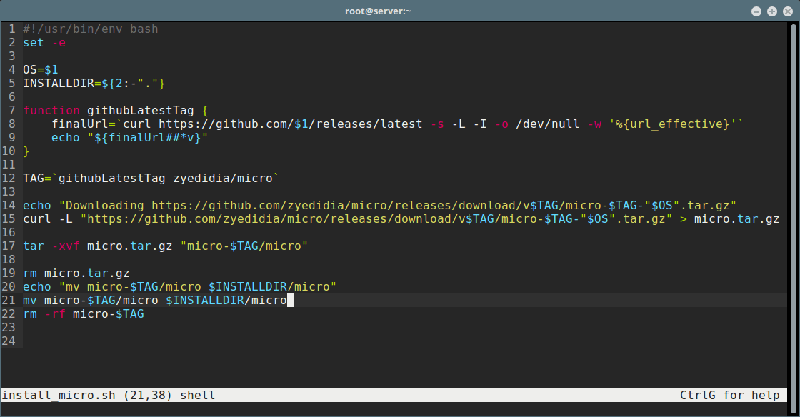 root@server:~
1 #!/usr/bin/env bash
2 set -e
3
4 OS=$1
5 INSTALLDIR=${2:-"."}
6
7 function githubLatestTag {
8     finalUrl=`curl https://github.com/$1/releases/latest -s -L -I -o /dev/null -w '%{url_effective}'`
9     echo "${finalUrl##*v}"
10 }
11
12 TAG=`githubLatestTag zyedidia/micro`
13
14 echo "Downloading https://github.com/zyedidia/micro/releases/download/v$TAG/micro-$TAG-"$OS".tar.gz"
15 curl -L "https://github.com/zyedidia/micro/releases/download/v$TAG/micro-$TAG-"$OS".tar.gz" > micro.tar.gz
16
17 tar -xvf micro.tar.gz "micro-$TAG/micro"
18
19 rm micro.tar.gz
20 echo "mv micro-$TAG/micro $INSTALLDIR/micro"
21 mv micro-$TAG/micro $INSTALLDIR/micro
22 rm -rf micro-$TAG
23
24
install_micro.sh (21,38) shell CtrlG for help